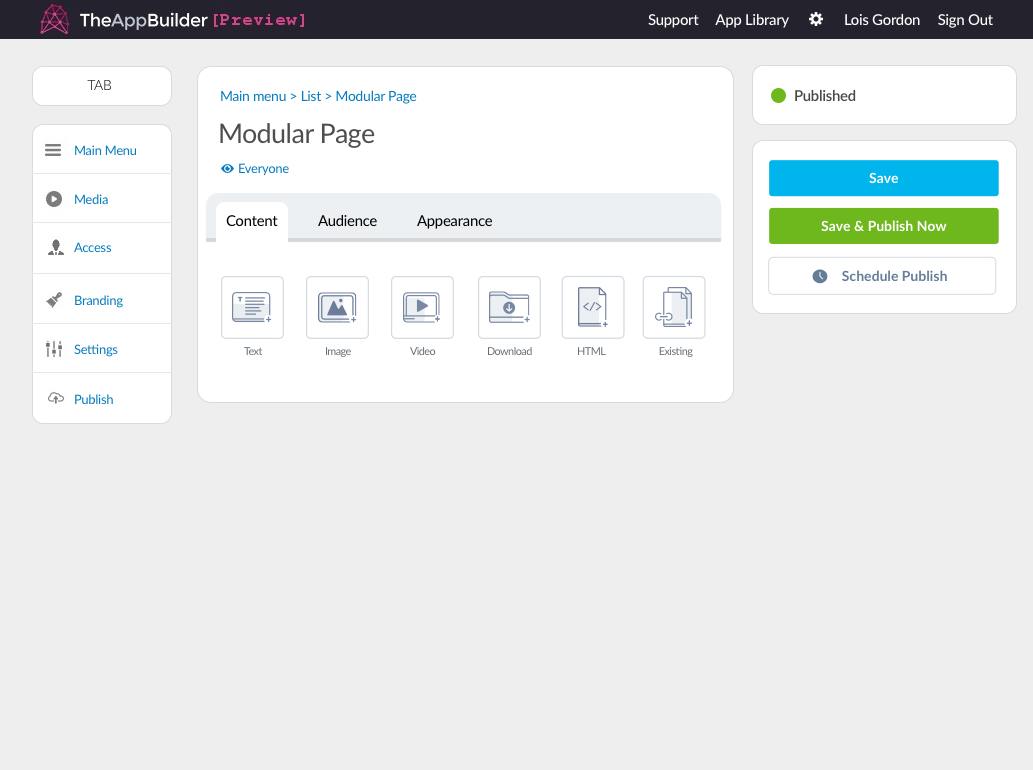 TheAppBuilder [Preview]
Support App Library Lois Gordon Sign Out
TAB
Main Menu
Media
Access
Branding
Settings
Publish
Main menu > List > Modular Page
Modular Page
Everyone
Content Audience Appearance
T
</>
Text Image Video Download HTML Existing
Published
Save
Save & Publish Now
Schedule Publish